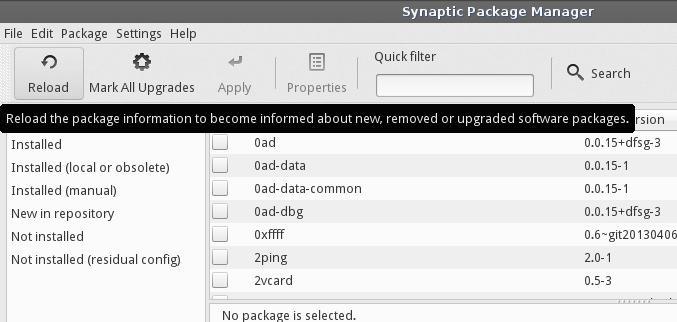 Synaptic Package Manager
File Edit Package Settings Help
Reload
Mark All Upgrades
Apply
Properties
Quick filter
Search
Reload the package information to become informed about new, removed or upgraded software packages.
rsion
Installed
Installed (local or obsolete)
Installed (manual)
New in repository
Not installed
Not installed (residual config)
0ad 0.0.15+dfsg-3
0ad-data 0.0.15-1
0ad-data-common 0.0.15-1
0ad-dbg 0.0.15+dfsg-3
0xffff 0.6~git20130406
2ping 2.0-1
2vcard 0.5-3
No package is selected.